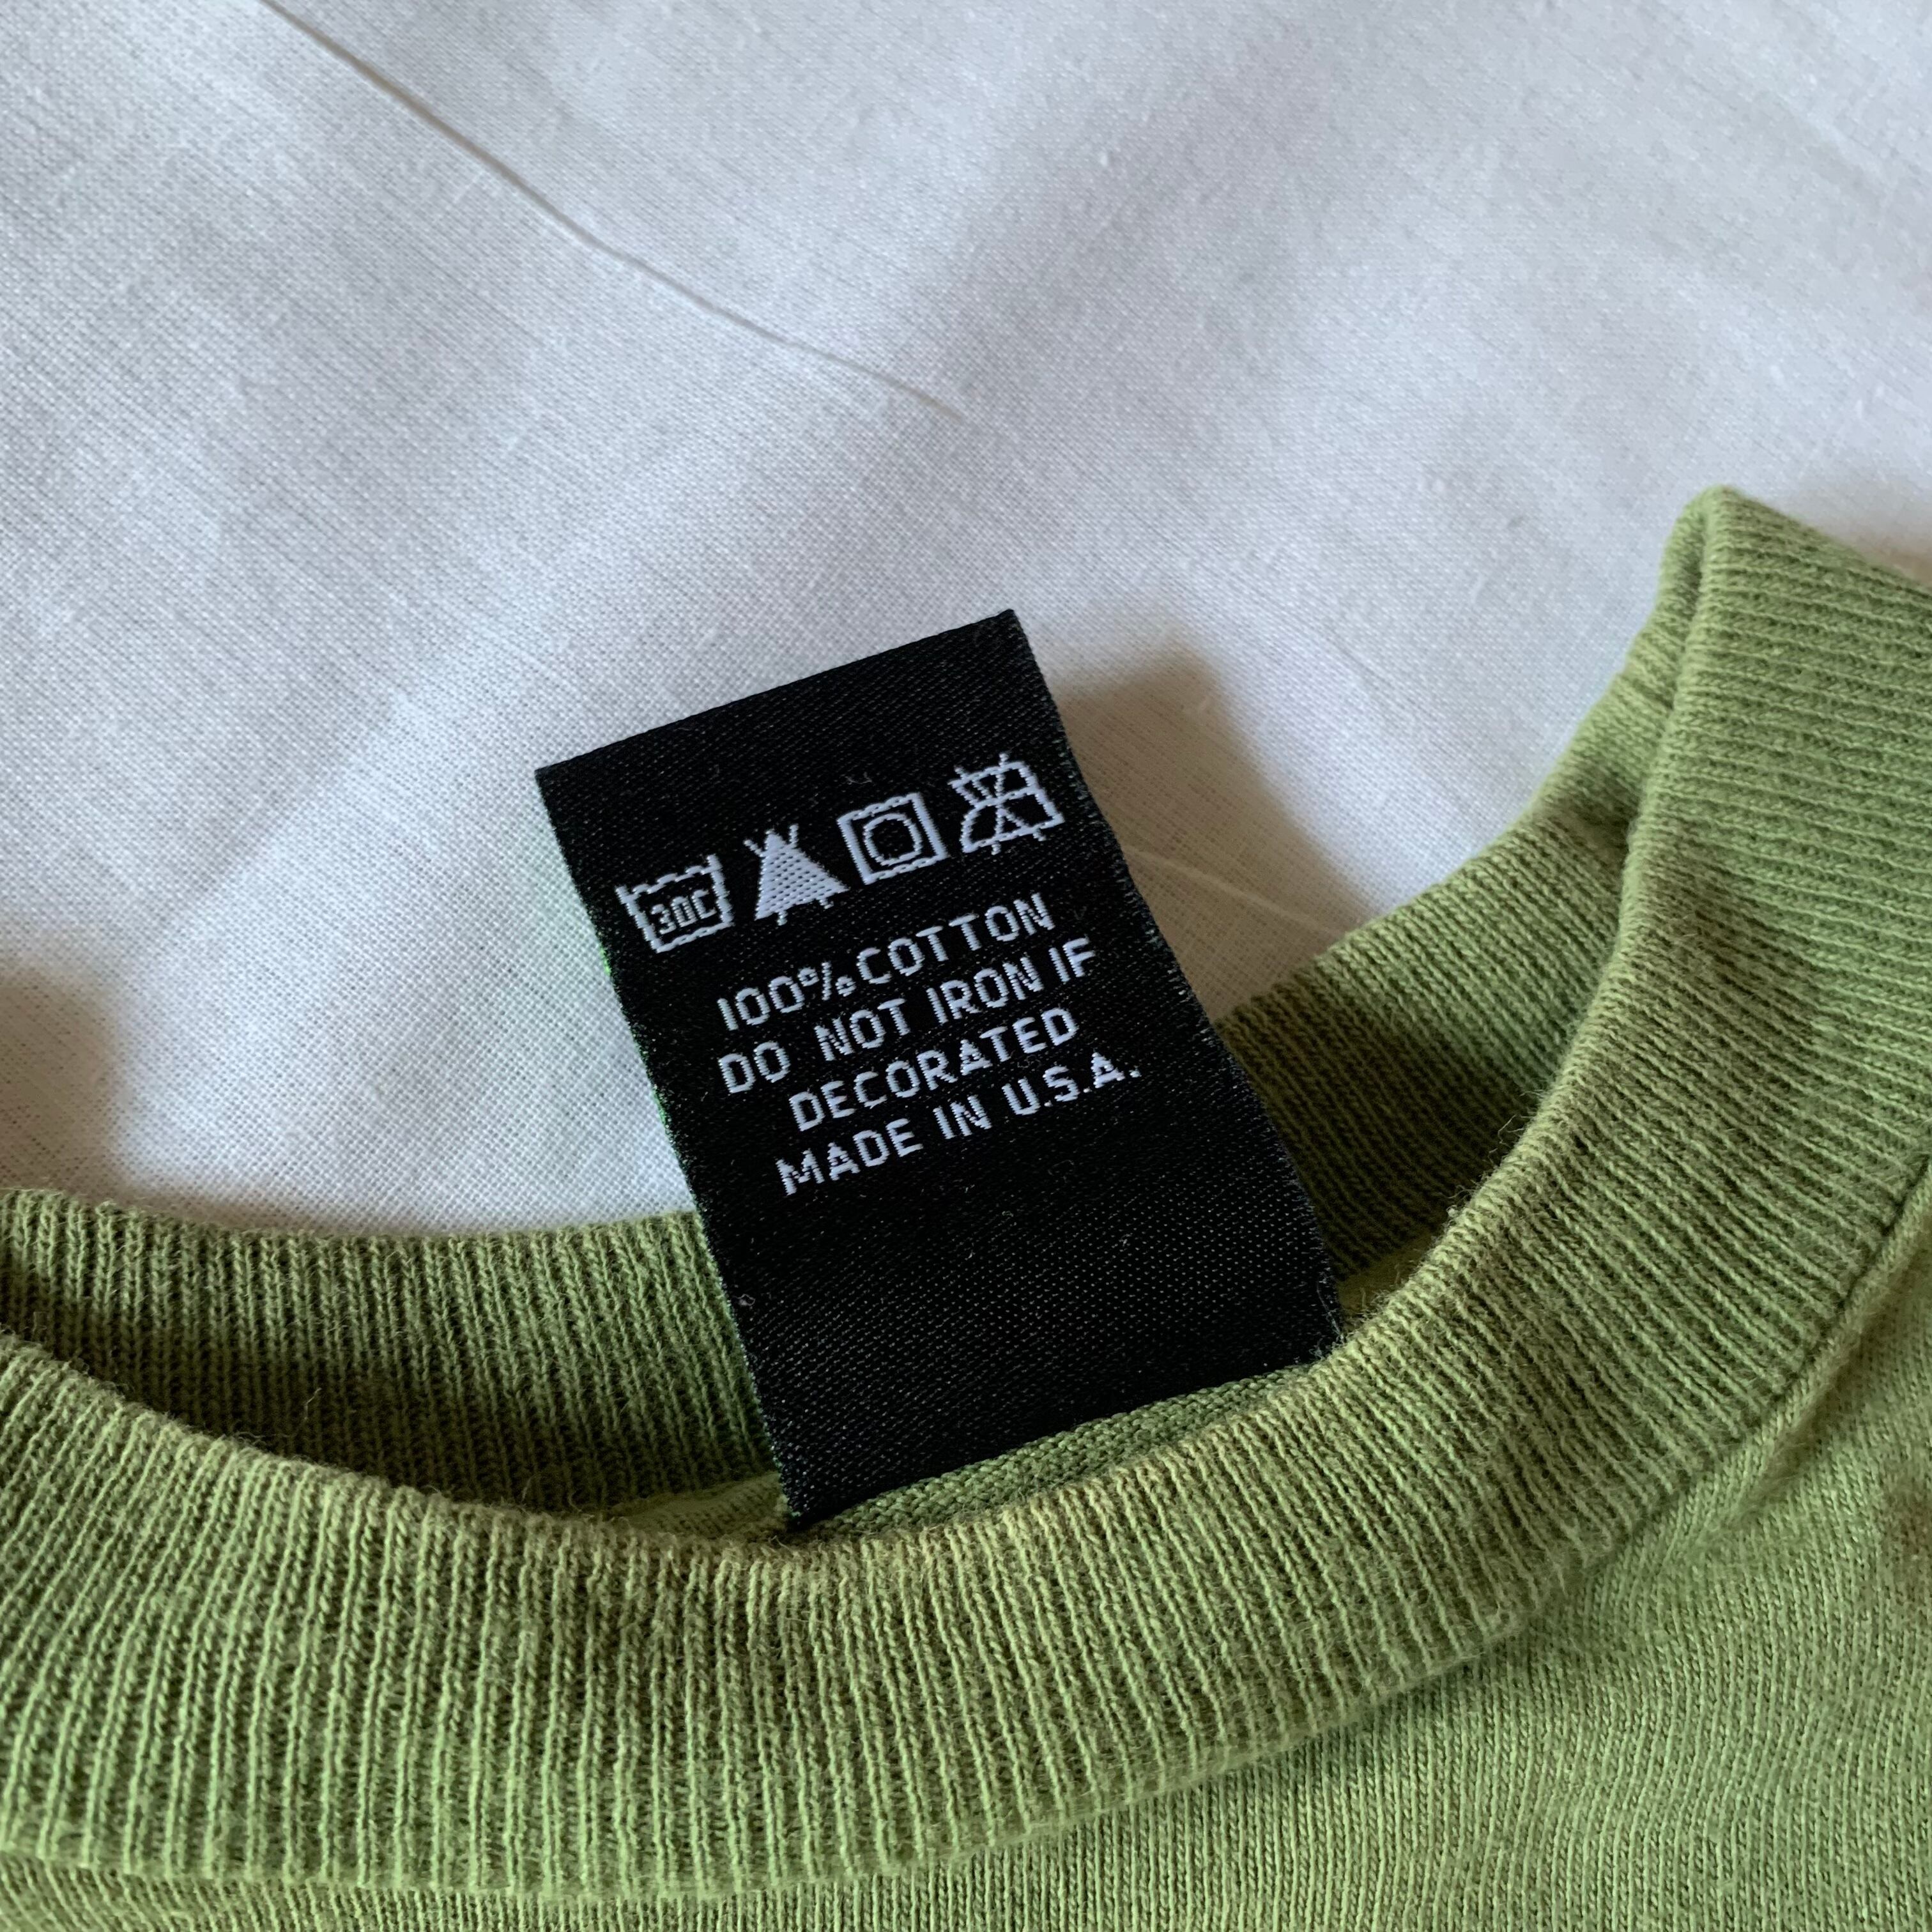 30C
100% COTTON
DO NOT IRON IF
DECORATED
MADE IN U.S.A.